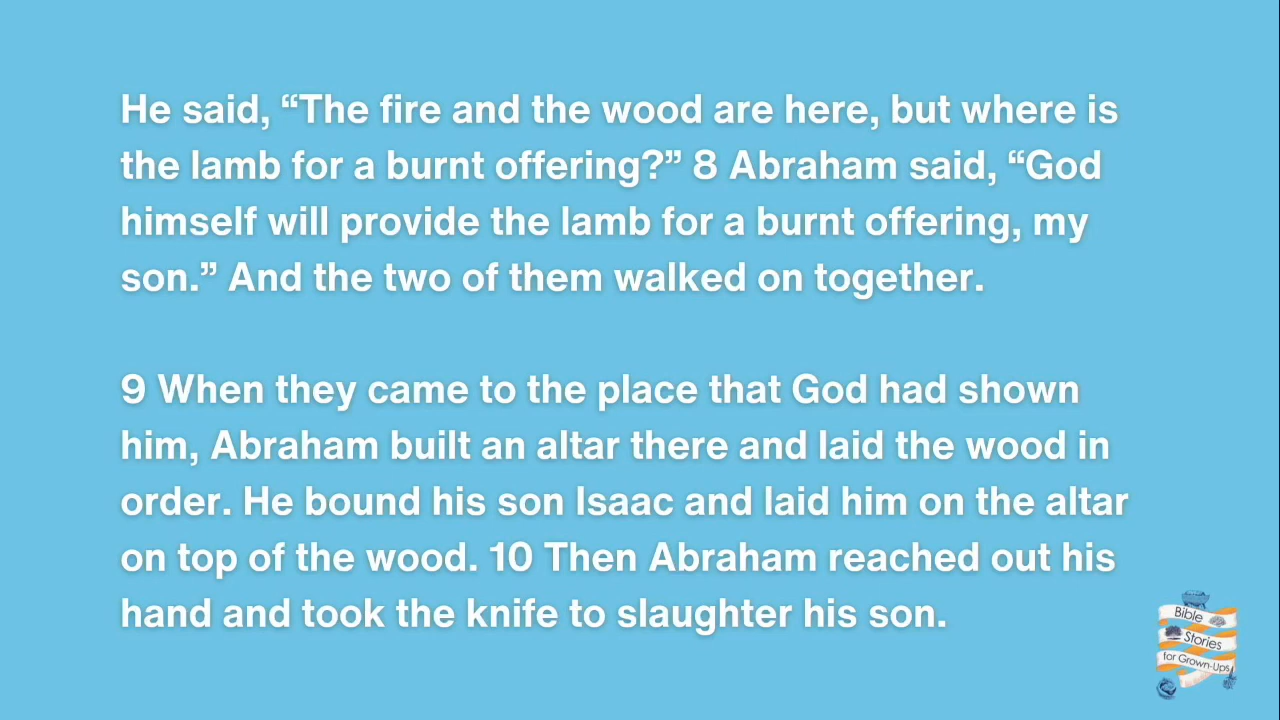 He said, “The fire and the wood are here, but where is
the lamb for a burnt offering?” 8 Abraham said, “God
himself will provide the lamb for a burnt offering, my
son.” And the two of them walked on together.
9 When they came to the place that God had shown
him, Abraham built an altar there and laid the wood in
order. He bound his son Isaac and laid him on the altar
on top of the wood. 10 Then Abraham reached out his
hand and took the knife to slaughter his son.
Bible
Stories
for Grown-Ups